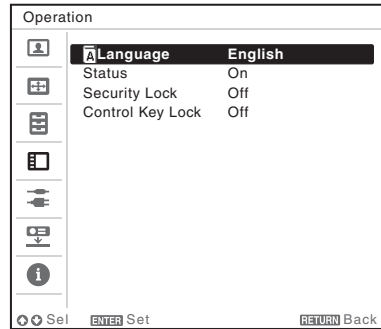 Operation
A Language English
Status On
Security Lock Off
Control Key Lock Off
i
Sel ENTER Set RETURN Back